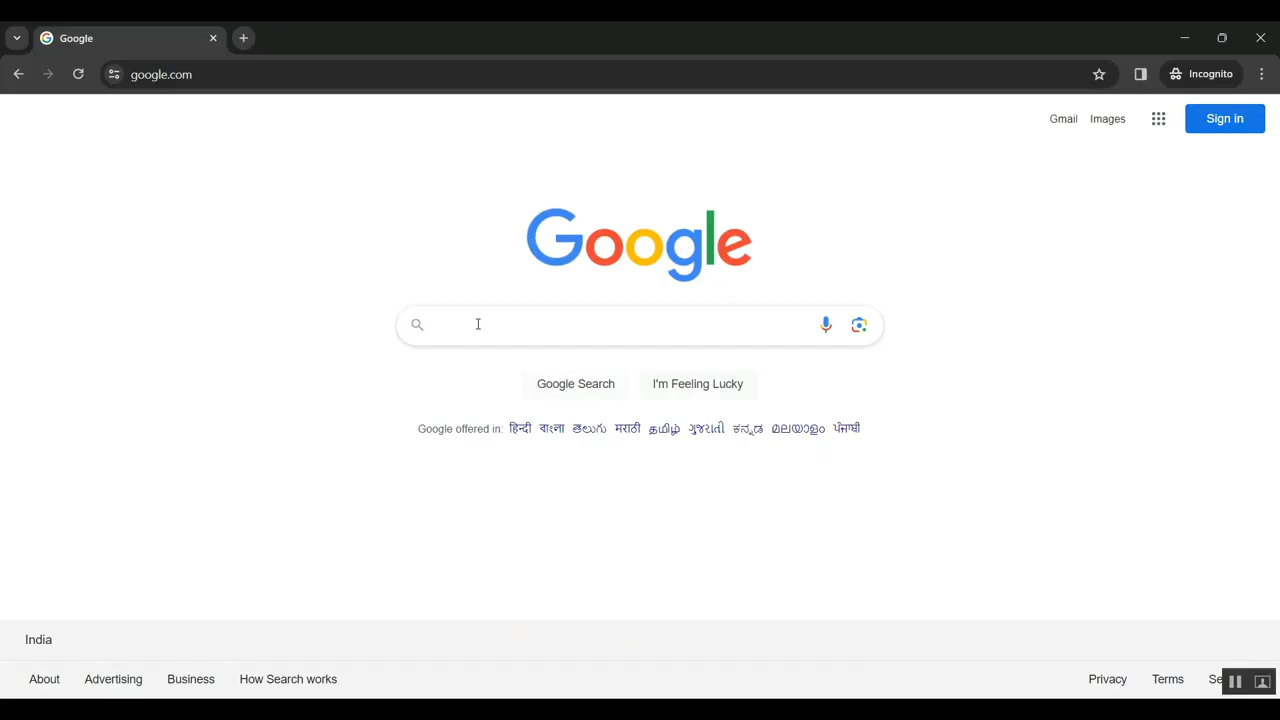 Google
google.com
Incognito
Gmail Images Sign in
Google
Google Search I'm Feeling Lucky
Google offered in: हिन्दी বাংলা తెలుగు मराठी தமிழ் ગુજરાતી ಕನ್ನಡ മലയാളം ਪੰਜਾਬੀ
India
About Advertising Business How Search works Privacy Terms